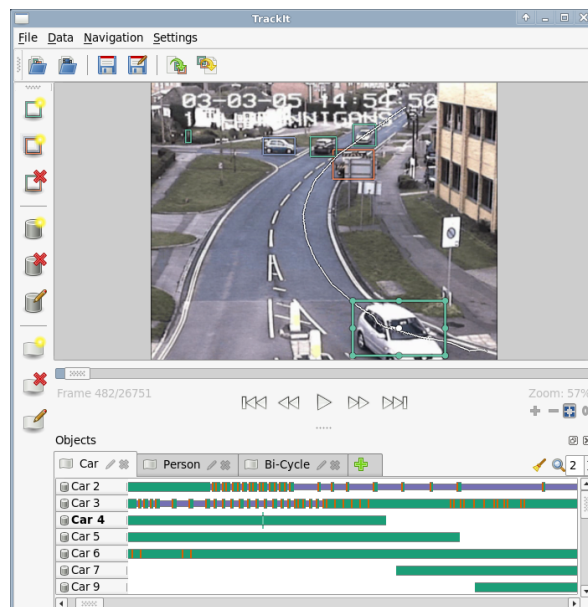 TrackIt
File Data Navigation Settings
03-03-05 14:54:50
Frame 482/26751
Zoom: 57%
Objects
Car Person Bi-Cycle 2
Car 2
Car 3
Car 4
Car 5
Car 6
Car 7
Car 9